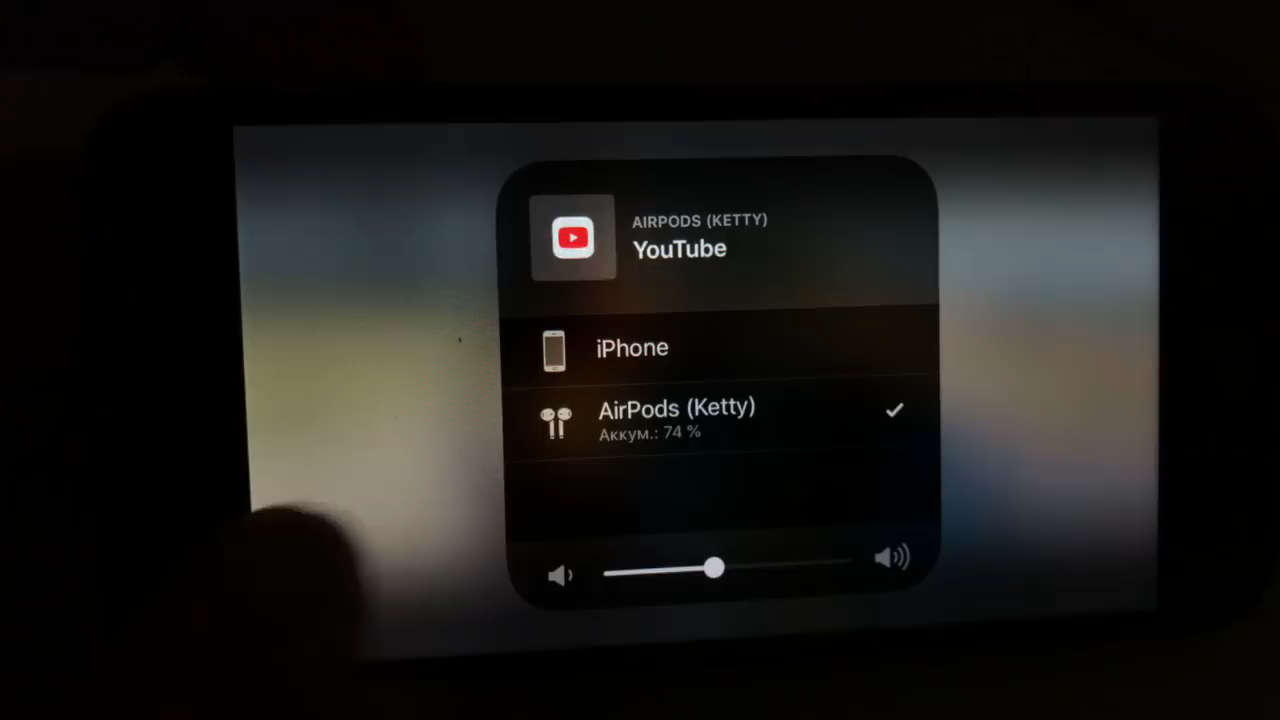 AIRPODS (KETTY)
YouTube
iPhone
AirPods (Ketty)
Аккум.: 74 %